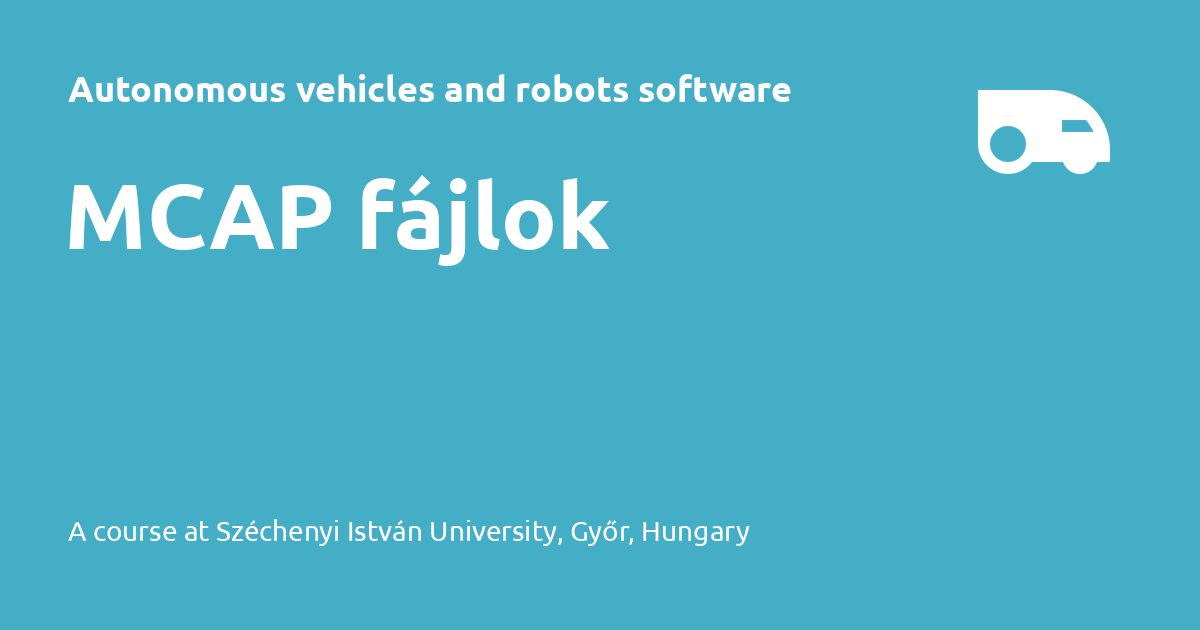 Autonomous vehicles and robots software
MCAP fájlok
A course at Széchenyi István University, Győr, Hungary